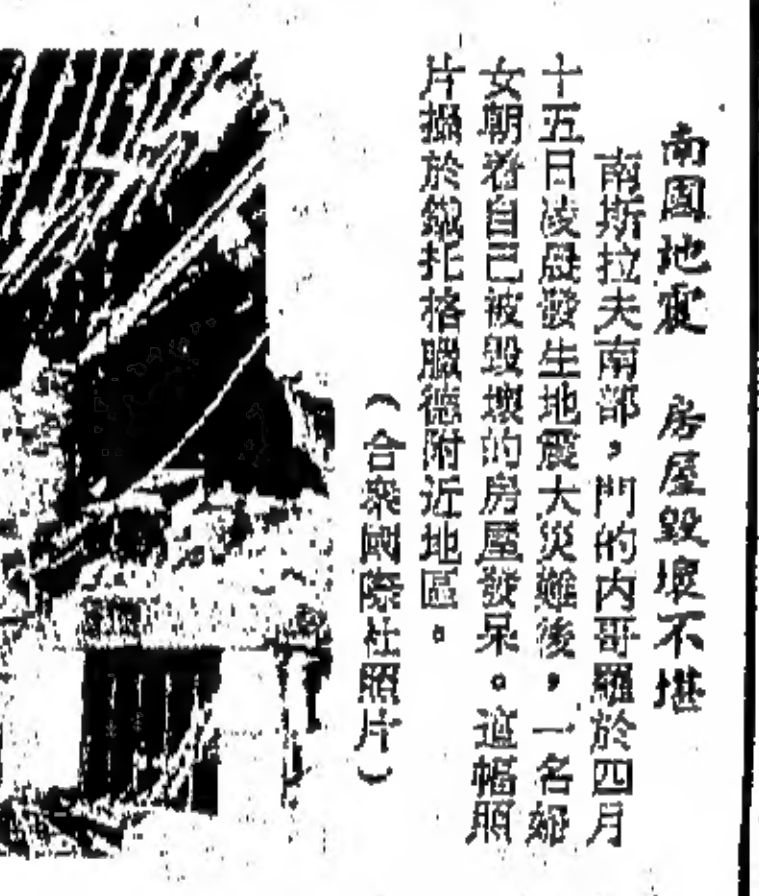 南國地震　房屋毀壞不堪
南斯拉夫南部，門的內哥羅於四月
十五日凌晨發生地震大災難後，一名婦
女朝着自己被毀壞的房屋發呆。這幅照
片攝於鐵托格臘德附近地區。
（合衆國際社照片）